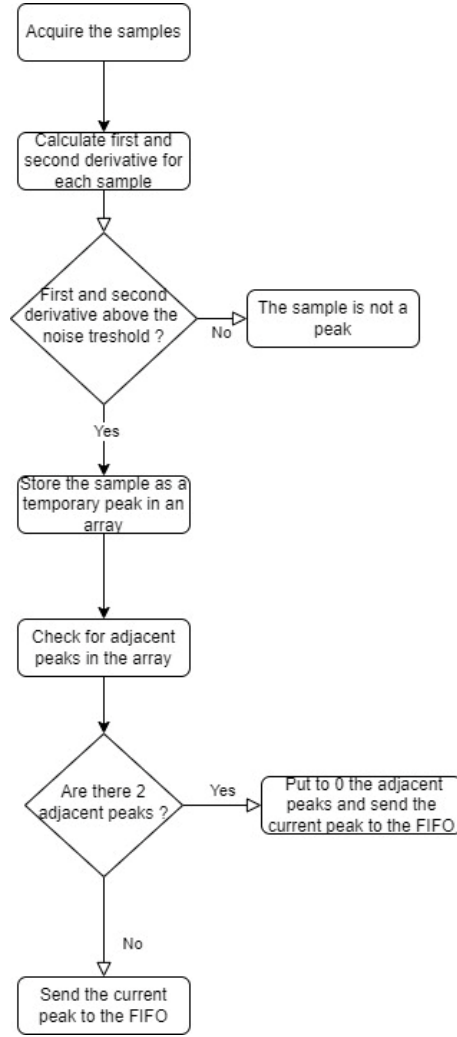 Acquire the samples
Calculate first and
second derivative for
each sample
First and second
derivative above the
noise treshold ?
No
The sample is not a
peak
Yes
Store the sample as a
temporary peak in an
array
Check for adjacent
peaks in the array
Are there 2
adjacent peaks ?
Yes
Put to 0 the adjacent
peaks and send the
current peak to the FIFO
No
Send the current
peak to the FIFO